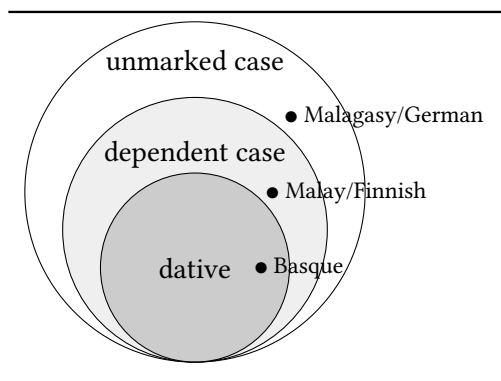 unmarked case
● Malagasy/German
dependent case
● Malay/Finnish
dative
● Basque